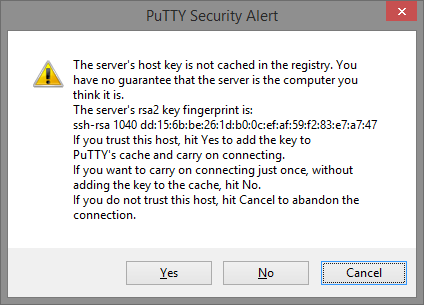 PuTTY Security Alert
The server's host key is not cached in the registry. You
have no guarantee that the server is the computer you
think it is.
The server's rsa2 key fingerprint is:
ssh-rsa 1040 dd:15:6b:be:26:1d:b0:0c:ef:af:59:f2:83:e7:a7:47
If you trust this host, hit Yes to add the key to
PuTTY's cache and carry on connecting.
If you want to carry on connecting just once, without
adding the key to the cache, hit No.
If you do not trust this host, hit Cancel to abandon the
connection.
Yes
No
Cancel